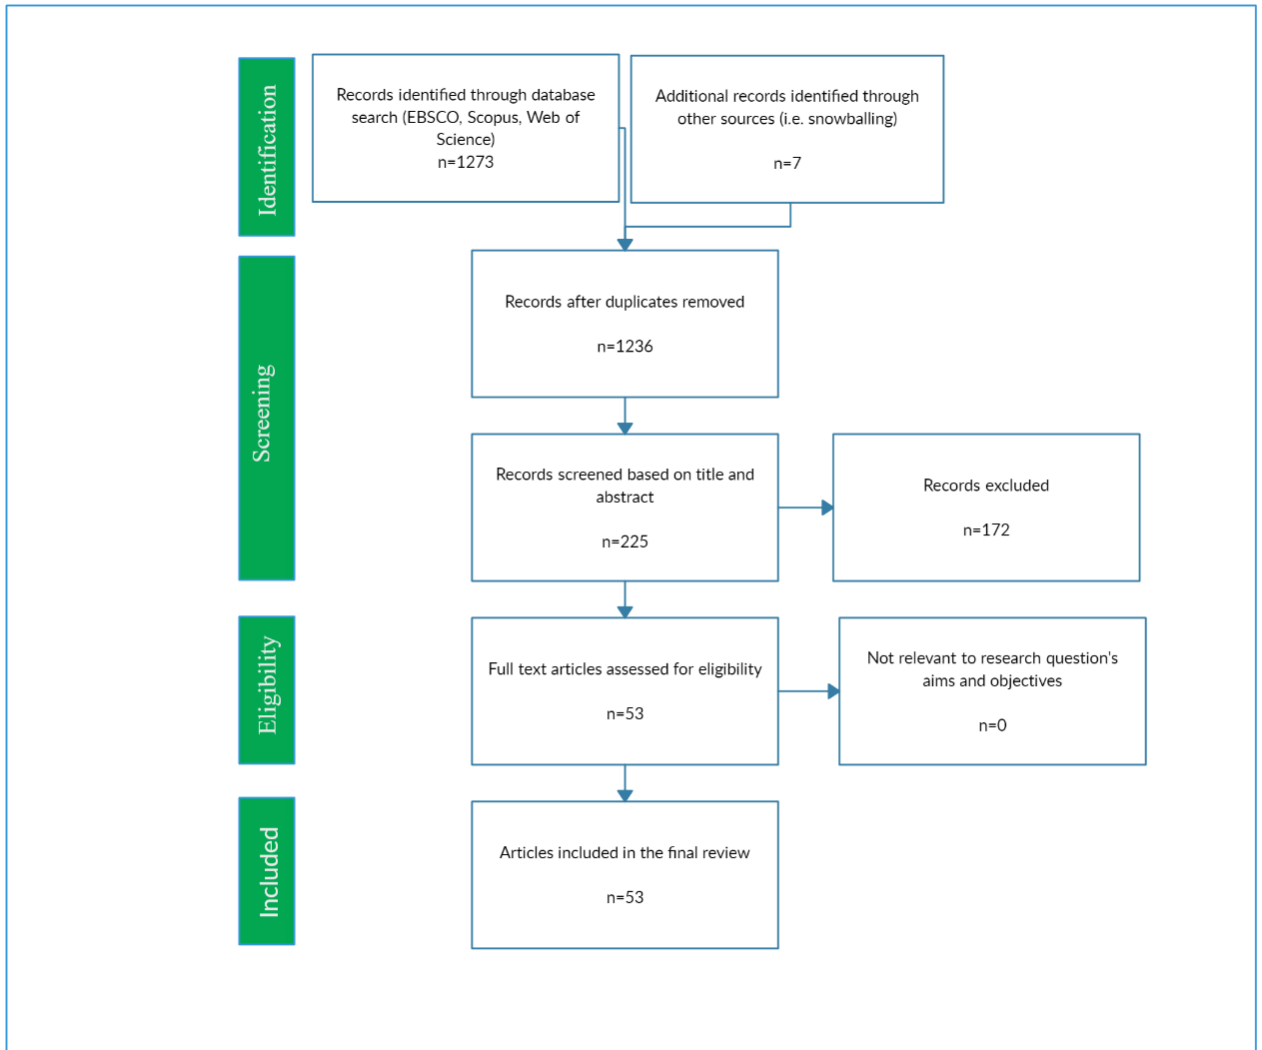 Identification
Records identified through database
search (EBSCO, Scopus, Web of
Science)
n=1273
Additional records identified through
other sources (i.e. snowballing)
n=7
Screening
Records after duplicates removed
n=1236
Records screened based on title and
abstract
n=225
Records excluded
n=172
Eligibility
Full text articles assessed for eligibility
n=53
Not relevant to research question's
aims and objectives
n=0
Included
Articles included in the final review
n=53